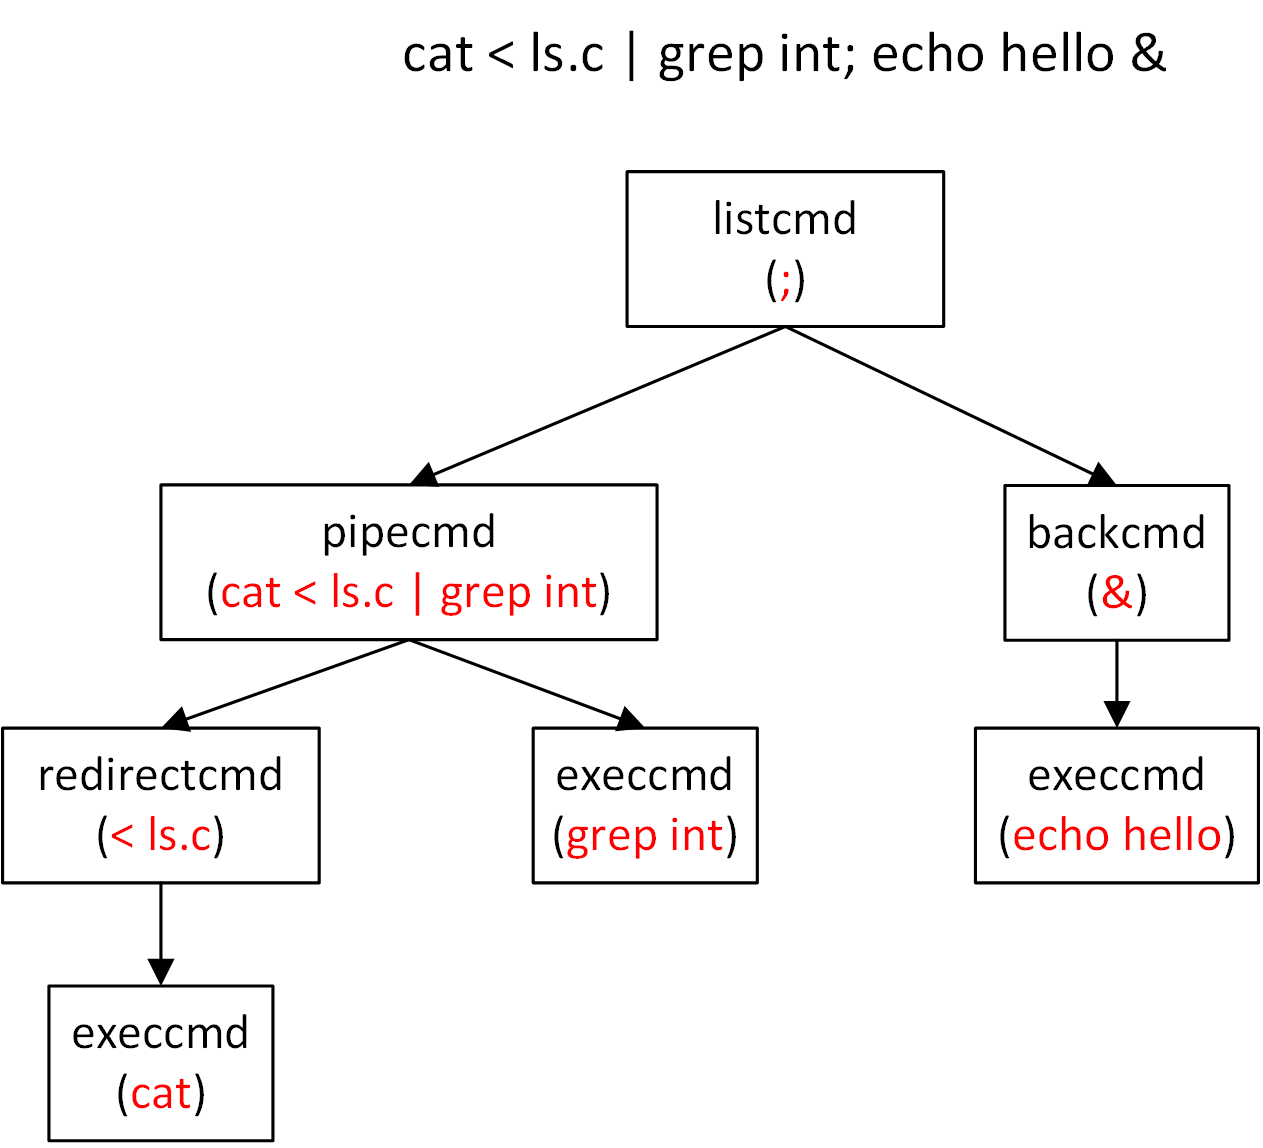 cat < ls.c | grep int; echo hello &
listcmd
(;)
pipecmd
(cat < ls.c | grep int)
backcmd
(&)
redirectcmd
(< ls.c)
execcmd
(grep int)
execcmd
(echo hello)
execcmd
(cat)